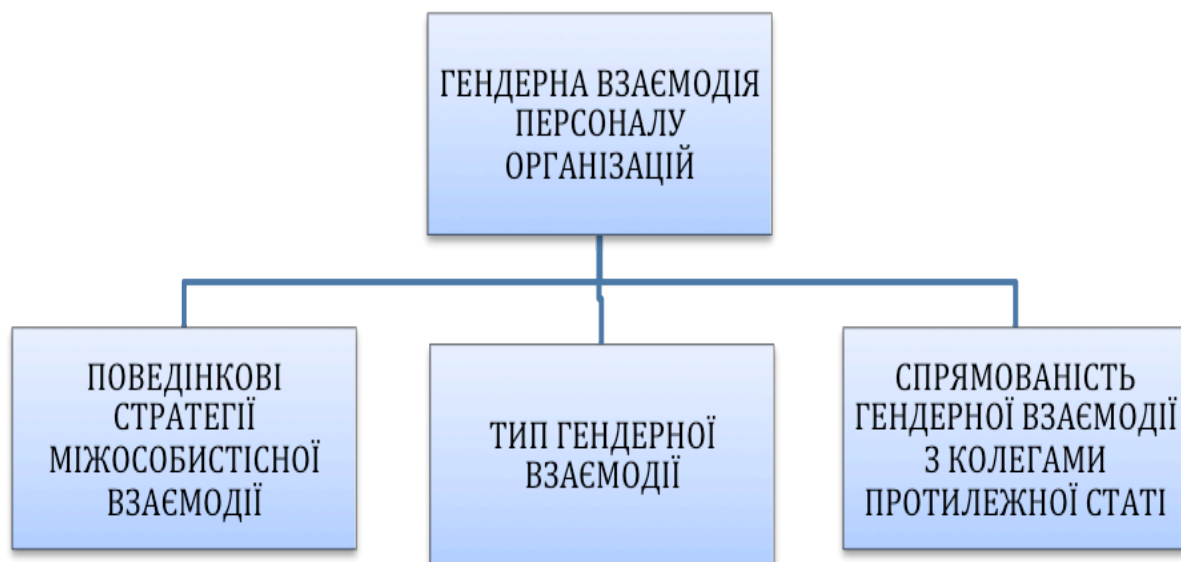 ГЕНДЕРНА ВЗАЄМОДІЯ
ПЕРСОНАЛУ
ОРГАНІЗАЦІЙ
ПОВЕДІНКОВІ
СТРАТЕГІЇ
МІЖОСОБИСТІСНОЇ
ВЗАЄМОДІЇ
ТИП ГЕНДЕРНОЇ
ВЗАЄМОДІЇ
СПРЯМОВАНІСТЬ
ГЕНДЕРНОЇ ВЗАЄМОДІЇ
З КОЛЕГАМИ
ПРОТИЛЕЖНОЇ СТАТІ